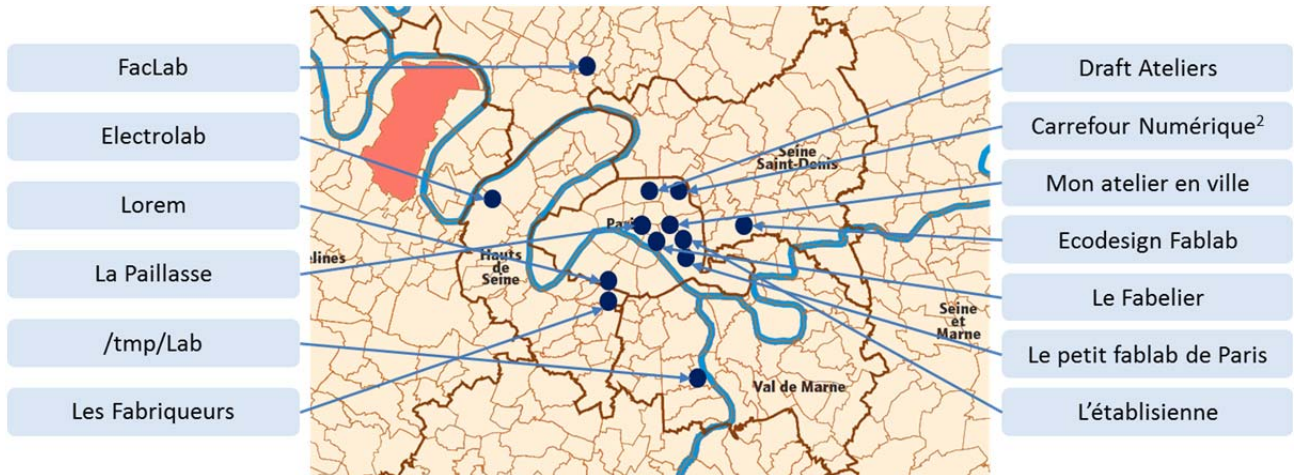 FacLab
Electrolab
Lorem
La Paillasse
/tmp/Lab
Les Fabriqueurs
Seine
Saint-Denis
Paris
elines
Hauts
de
Seine
Seine
et
Marne
Val de Marne
Draft Ateliers
Carrefour Numérique²
Mon atelier en ville
Ecodesign Fablab
Le Fabelier
Le petit fablab de Paris
L’établisienne